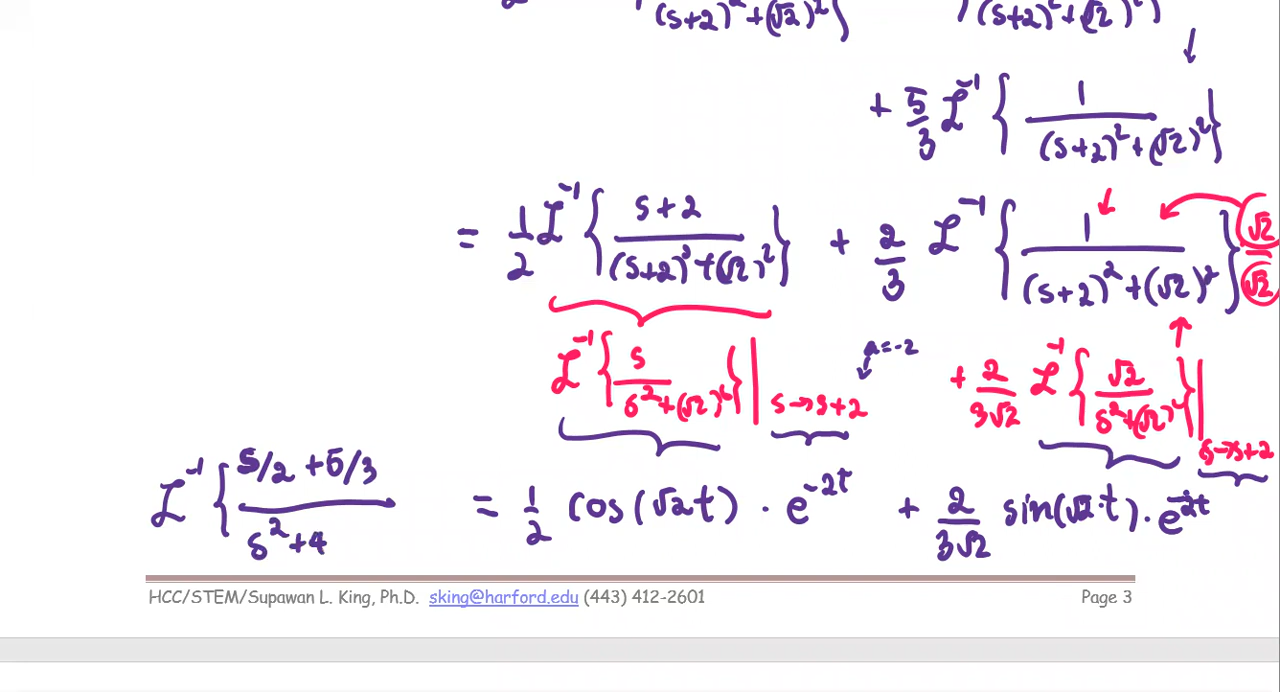 (s+2)² + (√2)² (s+2)² + (√2)²
+ 5/3 ℒ⁻¹ { 1 / ((s+2)² + (√2)²) }
= 1/2 ℒ⁻¹ { (s+2) / ((s+2)² + (√2)²) } + 2/3 ℒ⁻¹ { 1 / ((s+2)² + (√2)²) } √2/√2
a = -2
ℒ⁻¹ { s / (s² + (√2)²) } | s→s+2 + 2/(3√2) ℒ⁻¹ { √2 / (s² + (√2)²) } | s→s+2
ℒ⁻¹ { (s/2 + 5/3) / (s² + 4) = 1/2 cos(√2t) · e^(-2t) + 2/(3√2) sin(√2·t) · e^(-2t)
HCC/STEM/Supawan L. King, Ph.D. sking@harford.edu (443) 412-2601 Page 3